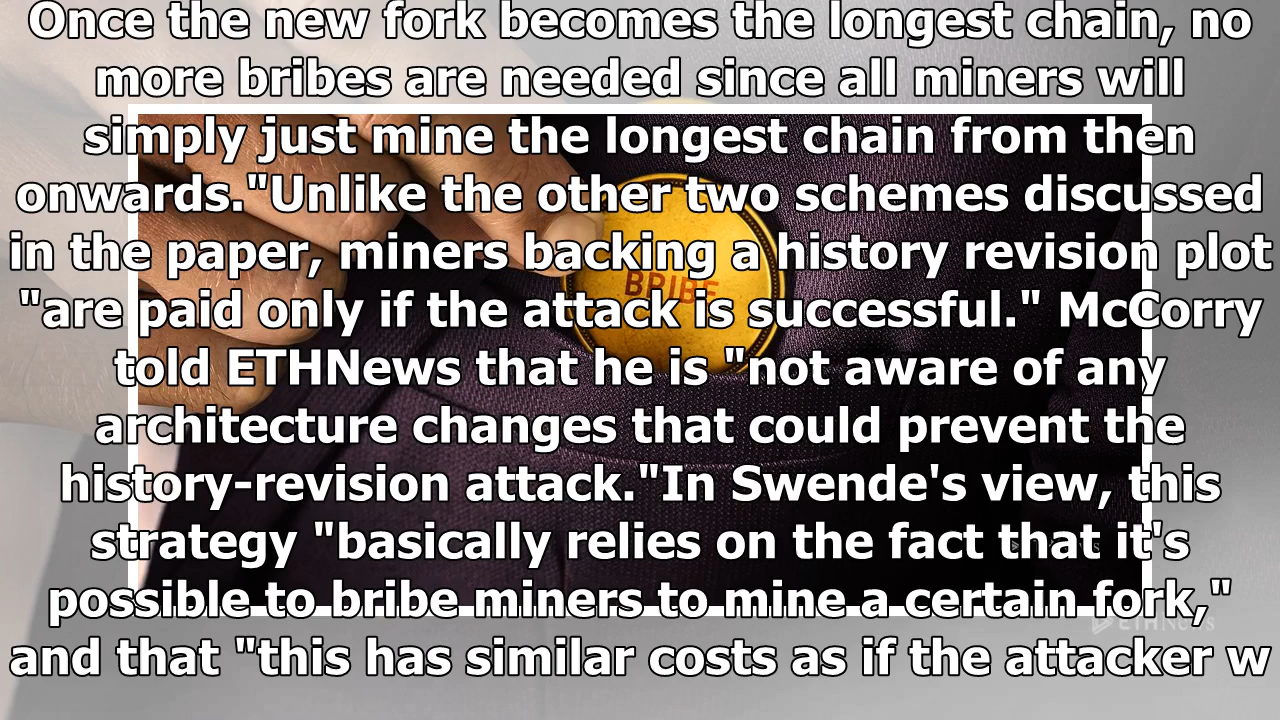 Once the new fork becomes the longest chain, no
more bribes are needed since all miners will
simply just mine the longest chain from then
onwards."Unlike the other two schemes discussed
in the paper, miners backing a history revision plot
BRIBE
"are paid only if the attack is successful." McCorry
told ETHNews that he is "not aware of any
architecture changes that could prevent the
history-revision attack."In Swende's view, this
strategy "basically relies on the fact that it's
possible to bribe miners to mine a certain fork,"
ETHNews
and that "this has similar costs as if the attacker w